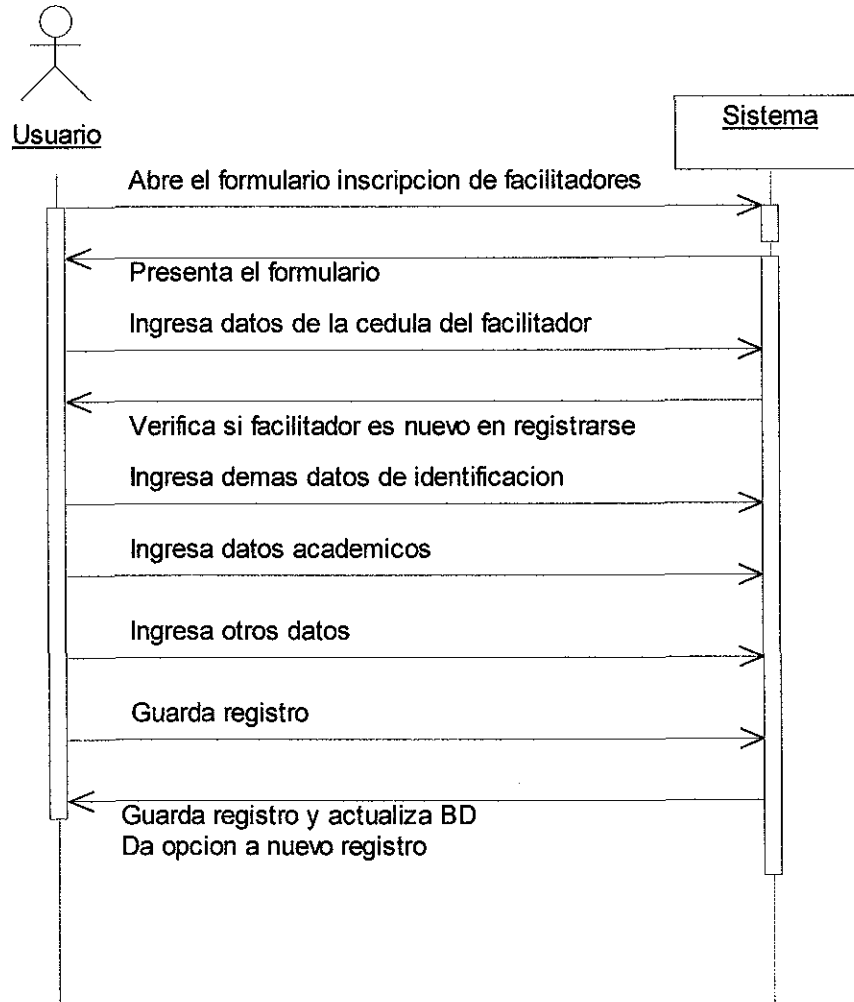 Usuario
Sistema
Abre el formulario inscripcion de facilitadores
Presenta el formulario
Ingresa datos de la cedula del facilitador
Verifica si facilitador es nuevo en registrarse
Ingresa demas datos de identificacion
Ingresa datos academicos
Ingresa otros datos
Guarda registro
Guarda registro y actualiza BD
Da opcion a nuevo registro